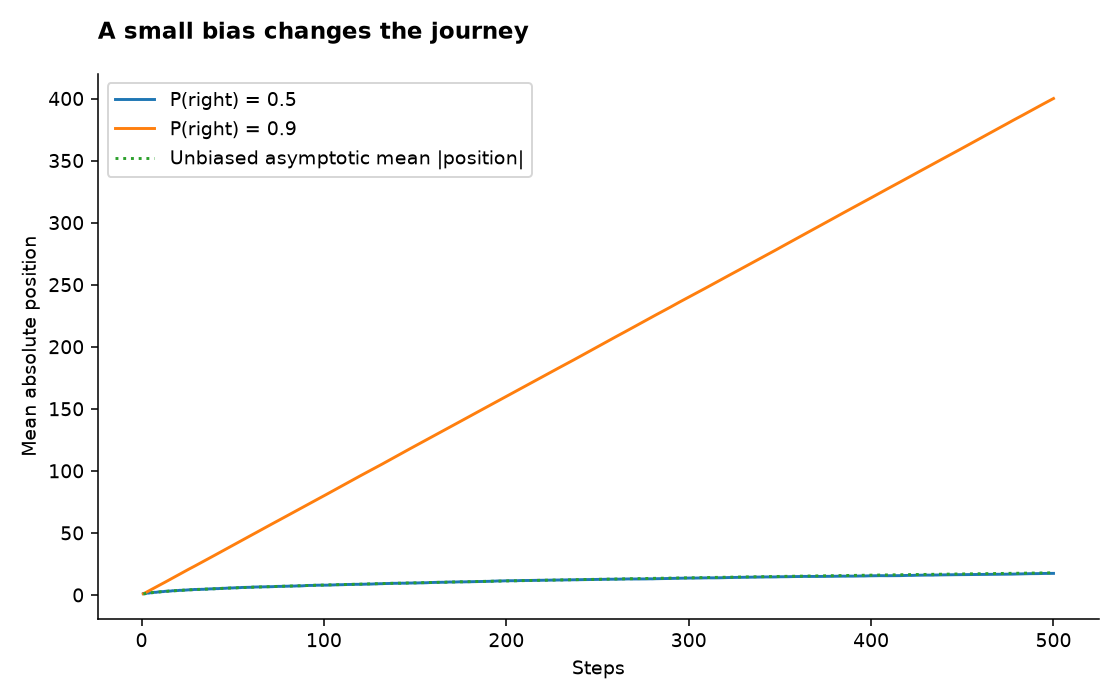 A small bias changes the journey
P(right) = 0.5
P(right) = 0.9
Unbiased asymptotic mean |position|
Mean absolute position
400
350
300
250
200
150
100
50
0
0 100 200 300 400 500
Steps